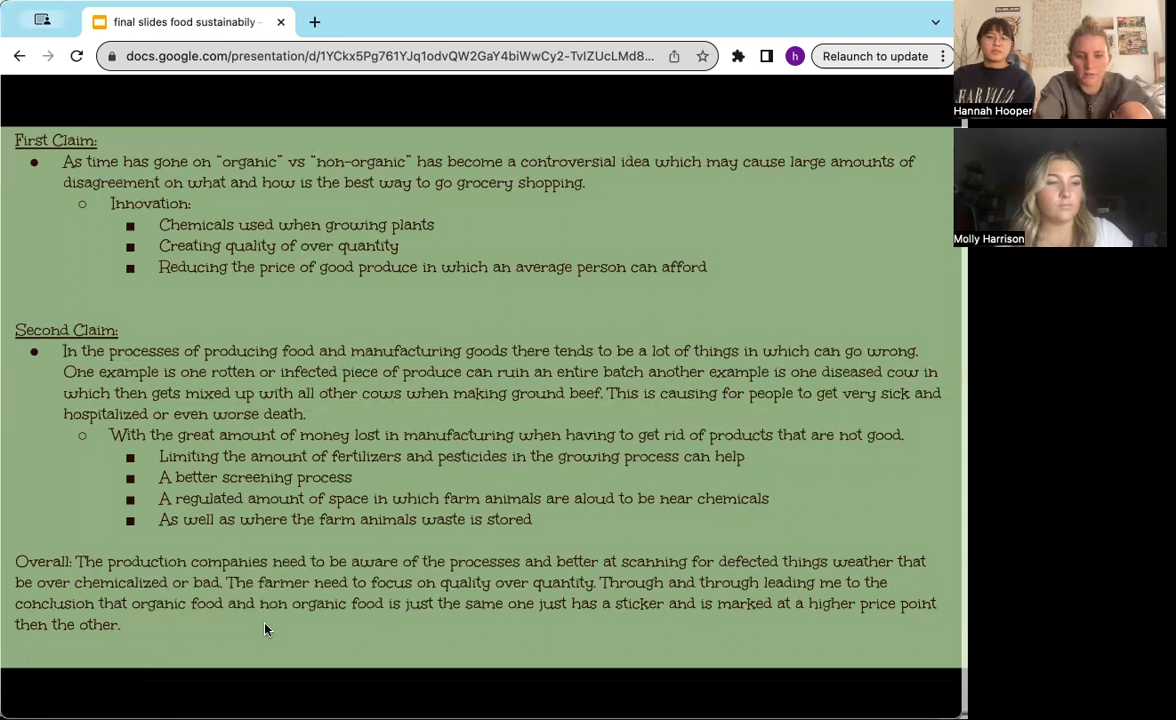 final slides food sustainabily -
docs.google.com/presentation/d/1YCkx5Pg761YJq1odvQW2GaY4biWwCy2-TvIZUcLMd8...
h
Relaunch to update
Hannah Hooper
Molly Harrison
First Claim:
As time has gone on "organic" vs "non-organic" has become a controversial idea which may cause large amounts of
disagreement on what and how is the best way to go grocery shopping.
Innovation:
Chemicals used when growing plants
Creating quality of over quantity
Reducing the price of good produce in which an average person can afford
Second Claim:
In the processes of producing food and manufacturing goods there tends to be a lot of things in which can go wrong.
One example is one rotten or infected piece of produce can ruin an entire batch another example is one diseased cow in
which then gets mixed up with all other cows when making ground beef. This is causing for people to get very sick and
hospitalized or even worse death.
With the great amount of money lost in manufacturing when having to get rid of products that are not good.
Limiting the amount of fertilizers and pesticides in the growing process can help
A better screening process
A regulated amount of space in which farm animals are aloud to be near chemicals
As well as where the farm animals waste is stored
Overall: The production companies need to be aware of the processes and better at scanning for defected things weather that
be over chemicalized or bad. The farmer need to focus on quality over quantity. Through and through leading me to the
conclusion that organic food and non organic food is just the same one just has a sticker and is marked at a higher price point
then the other.